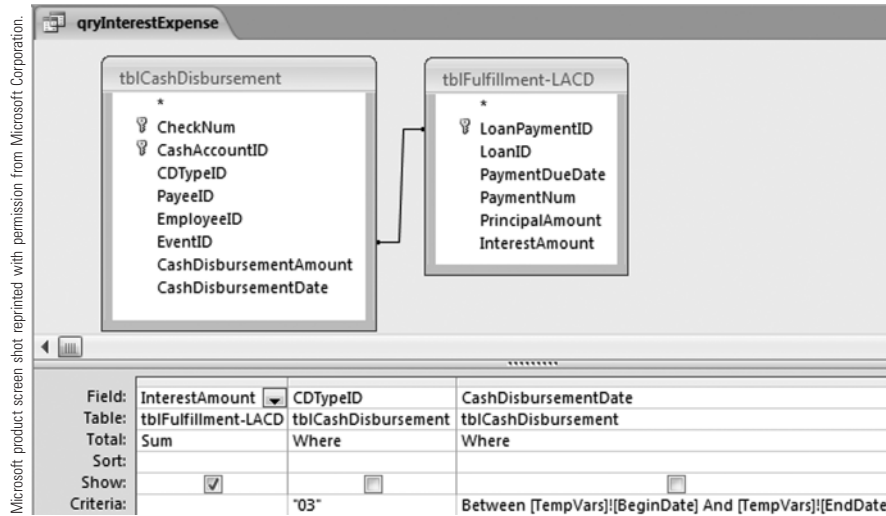 Microsoft product screen shot reprinted with permission from Microsoft Corporation.
qryInterestExpense
tblCashDisbursement
*
CheckNum
CashAccountID
CDTypeID
PayeeID
EmployeeID
EventID
CashDisbursementAmount
CashDisbursementDate
tblFulfillment-LACD
*
LoanPaymentID
LoanID
PaymentDueDate
PaymentNum
PrincipalAmount
InterestAmount
Field: InterestAmount CDTypeID CashDisbursementDate
Table: tblFulfillment-LACD tblCashDisbursement tblCashDisbursement
Total: Sum Where Where
Sort:
Show:
Criteria: "03" Between [TempVars]![BeginDate] And [TempVars]![EndDate